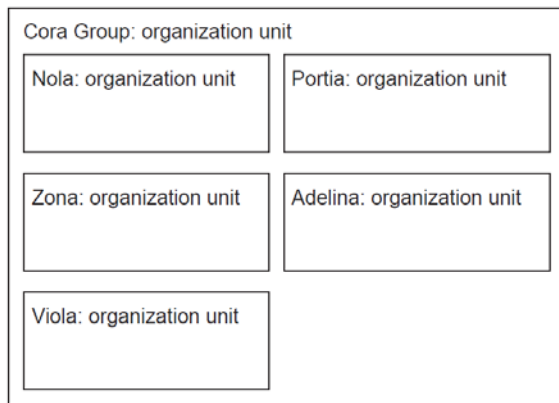 Cora Group: organization unit
Nola: organization unit
Portia: organization unit
Zona: organization unit
Adelina: organization unit
Viola: organization unit